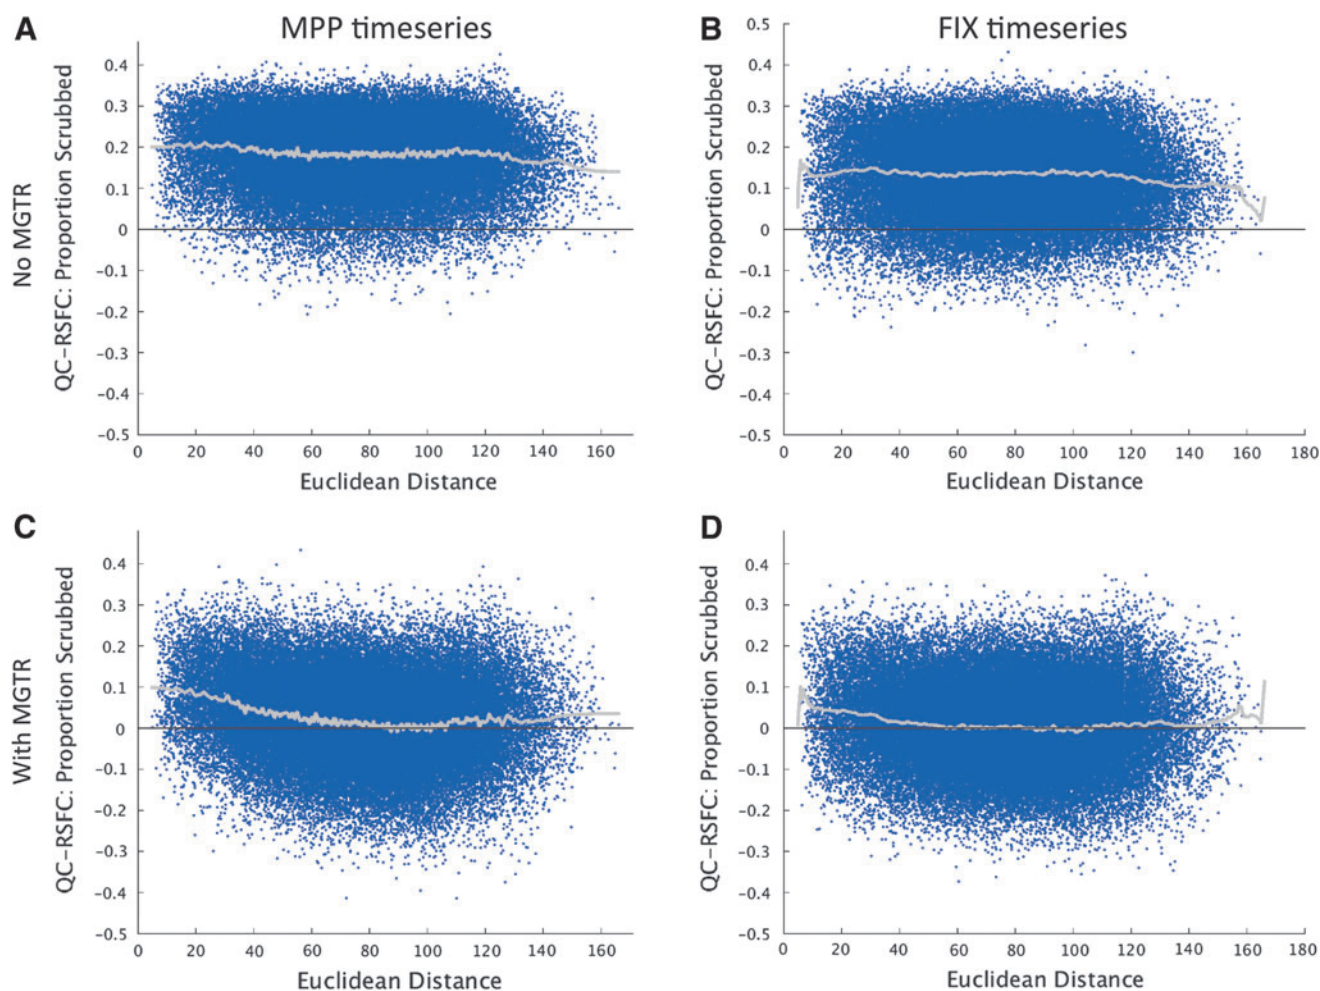 A
MPP timeseries
B
FIX timeseries
No MGTR
QC-RSFC: Proportion Scrubbed
0.4
0.3
0.2
0.1
0
-0.1
-0.2
-0.3
-0.4
-0.5
0 20 40 60 80 100 120 140 160
Euclidean Distance
QC-RSFC: Proportion Scrubbed
0.5
0.4
0.3
0.2
0.1
0
-0.1
-0.2
-0.3
-0.4
-0.5
0 20 40 60 80 100 120 140 160 180
Euclidean Distance
C
With MGTR
QC-RSFC: Proportion Scrubbed
0.4
0.3
0.2
0.1
0
-0.1
-0.2
-0.3
-0.4
-0.5
0 20 40 60 80 100 120 140 160
Euclidean Distance
D
QC-RSFC: Proportion Scrubbed
0.4
0.3
0.2
0.1
0
-0.1
-0.2
-0.3
-0.4
-0.5
0 20 40 60 80 100 120 140 160 180
Euclidean Distance